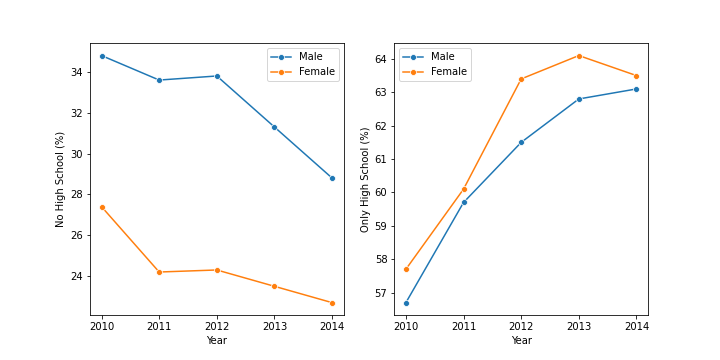 Male
Female
No High School (%)
34
32
30
28
26
24
2010 2011 2012 2013 2014
Year
Male
Female
Only High School (%)
64
63
62
61
60
59
58
57
2010 2011 2012 2013 2014
Year